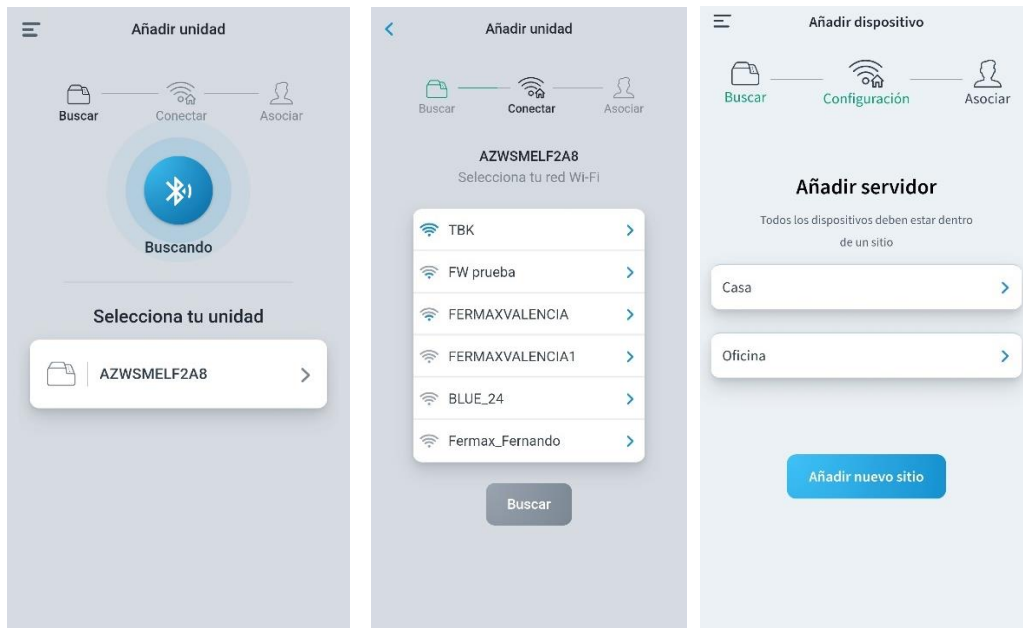 Añadir unidad
Buscar
Conectar
Asociar
Buscando
Selecciona tu unidad
AZWSMELF2A8
Añadir unidad
Buscar
Conectar
Asociar
AZWSMELF2A8
Selecciona tu red Wi-Fi
TBK
FW prueba
FERMAXVALENCIA
FERMAXVALENCIA1
BLUE_24
Fermax_Fernando
Buscar
Añadir dispositivo
Buscar
Configuración
Asociar
Añadir servidor
Todos los dispositivos deben estar dentro
de un sitio
Casa
Oficina
Añadir nuevo sitio